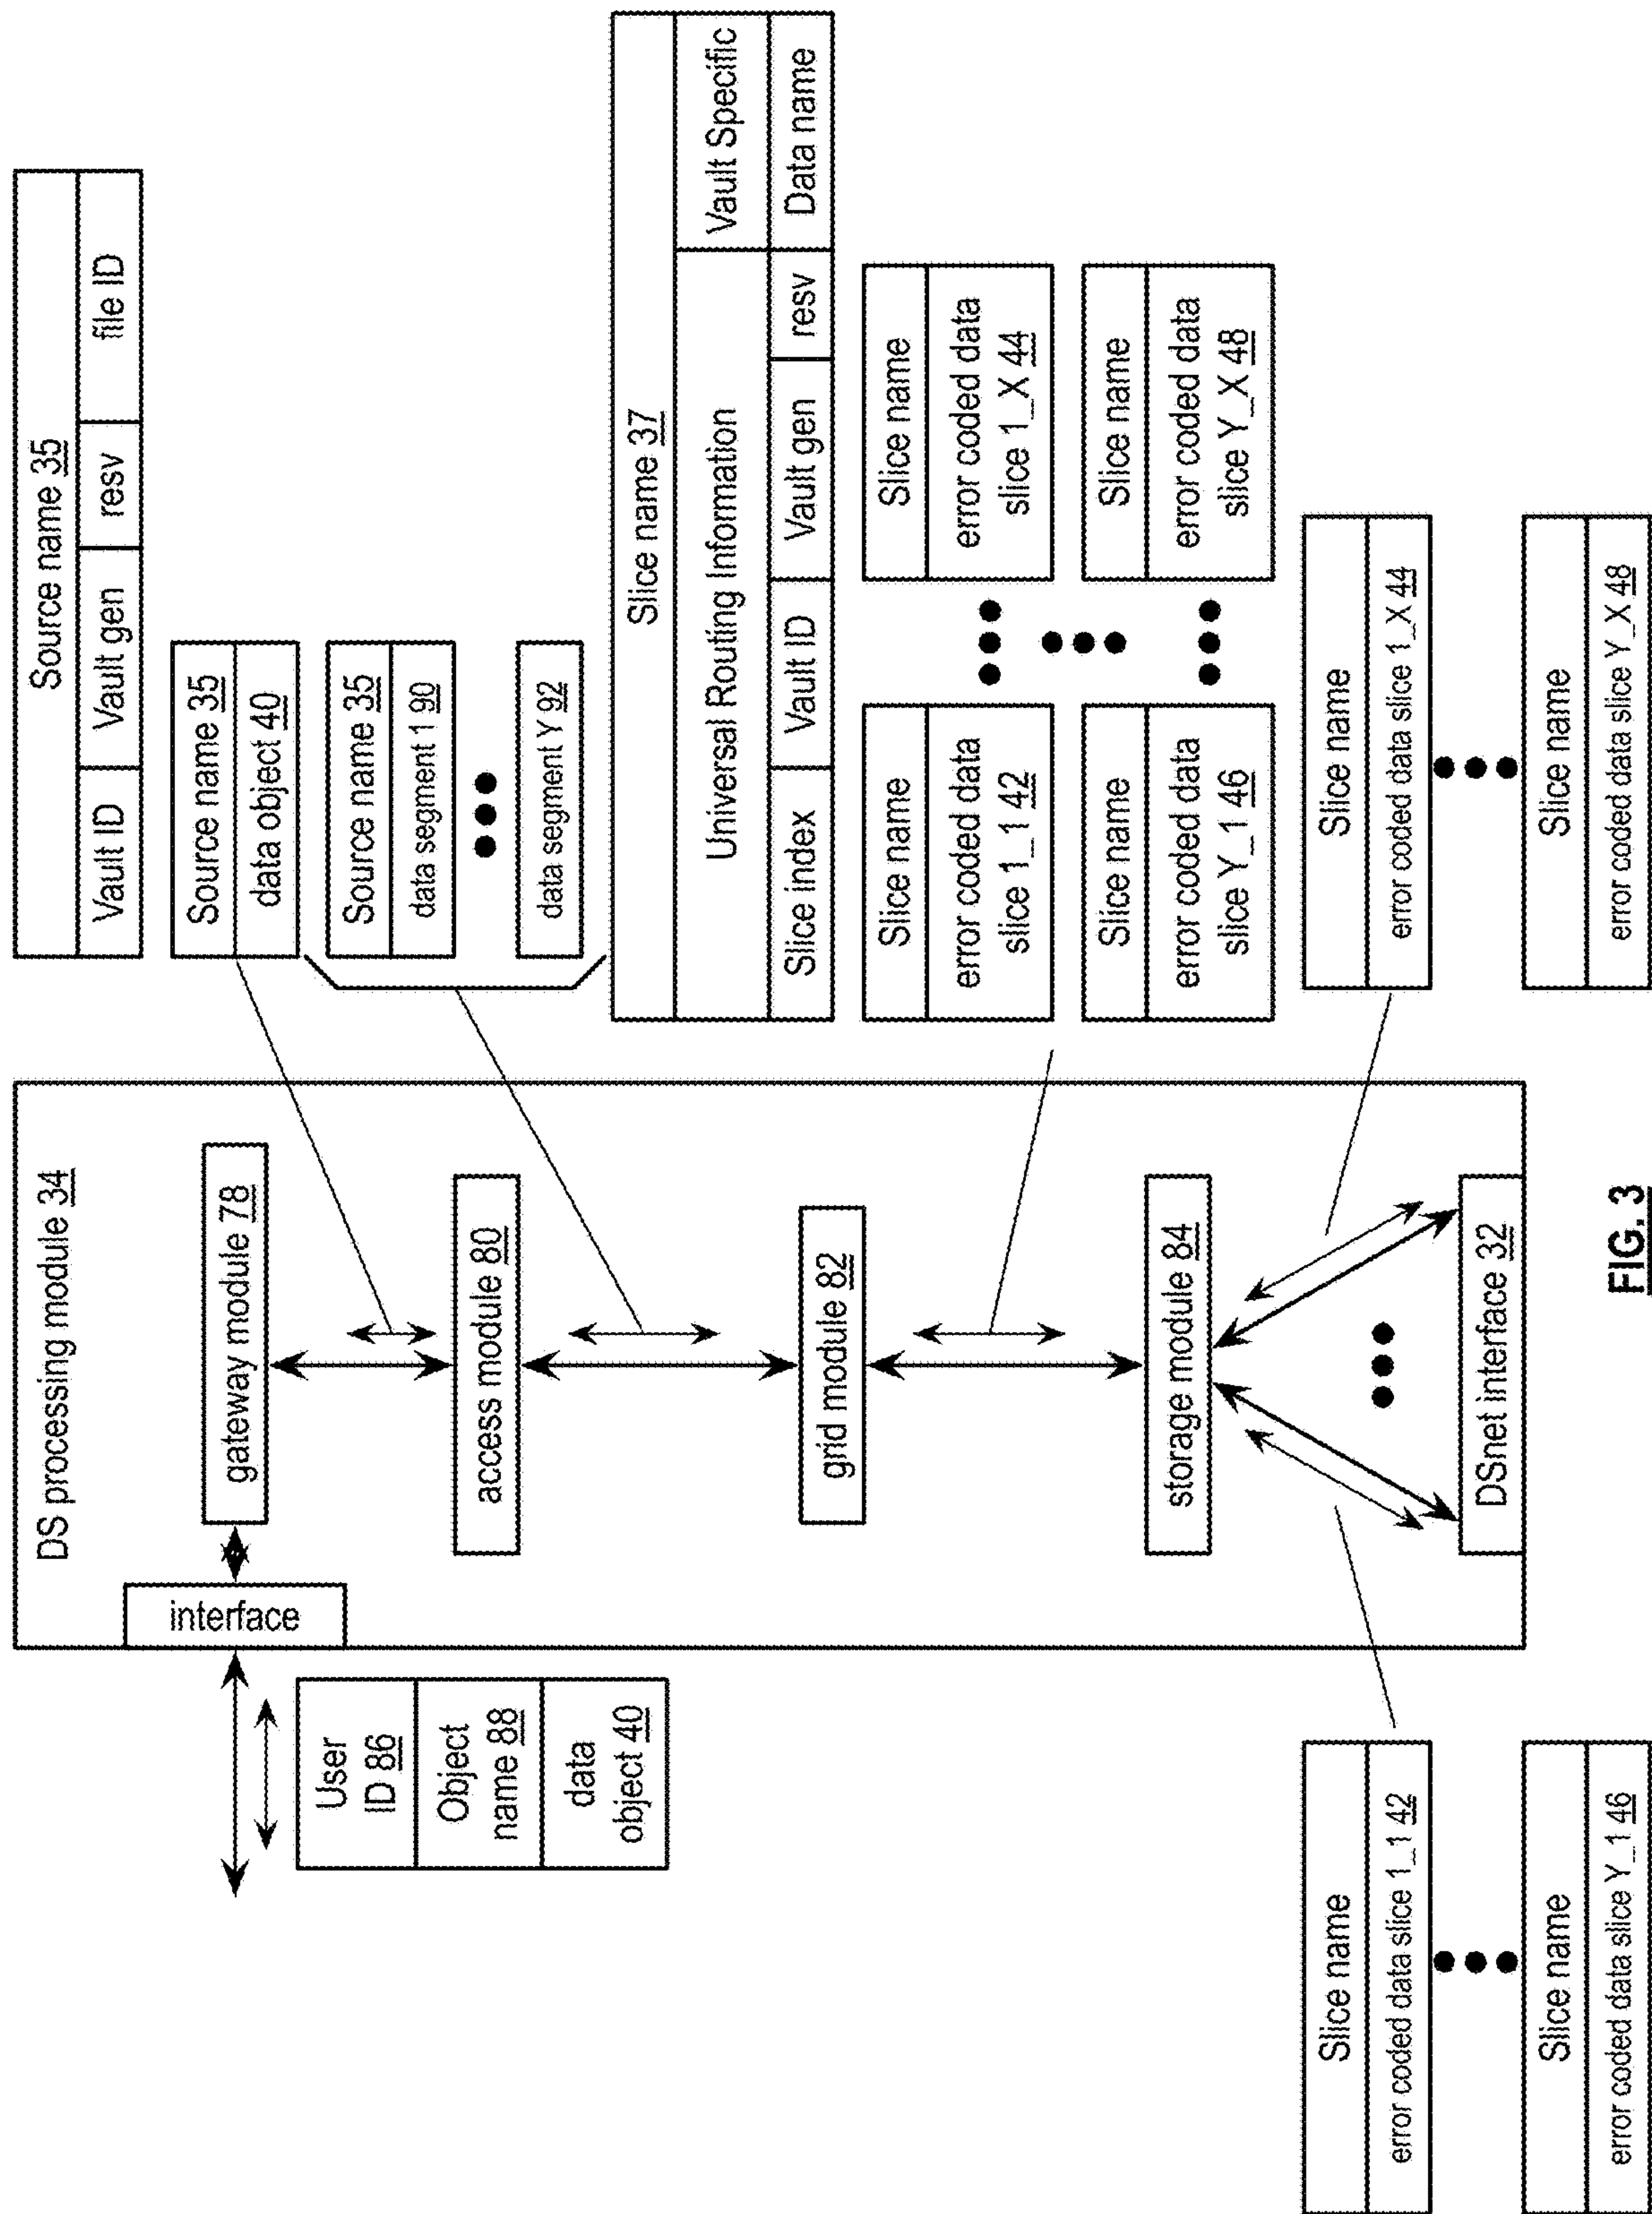 DS processing module 34
interface
gateway module 78
access module 80
grid module 82
storage module 84
DSnet interface 32
User
ID 86
Object
name 88
data
object 40
Source name 35
Vault ID
Vault gen
resv
file ID
Source name 35
data object 40
Source name 35
data segment 1 90
data segment Y 92
Slice name 37
Universal Routing Information
Vault Specific
Slice index
Vault ID
Vault gen
resv
Data name
Slice name
error coded data
slice 1_1 42
Slice name
error coded data
slice 1_X 44
Slice name
error coded data
slice Y_1 46
Slice name
error coded data
slice Y_X 48
Slice name
error coded data slice 1_1 42
Slice name
error coded data slice Y_1 46
Slice name
error coded data slice 1_X 44
Slice name
error coded data slice Y_X 48
FIG. 3